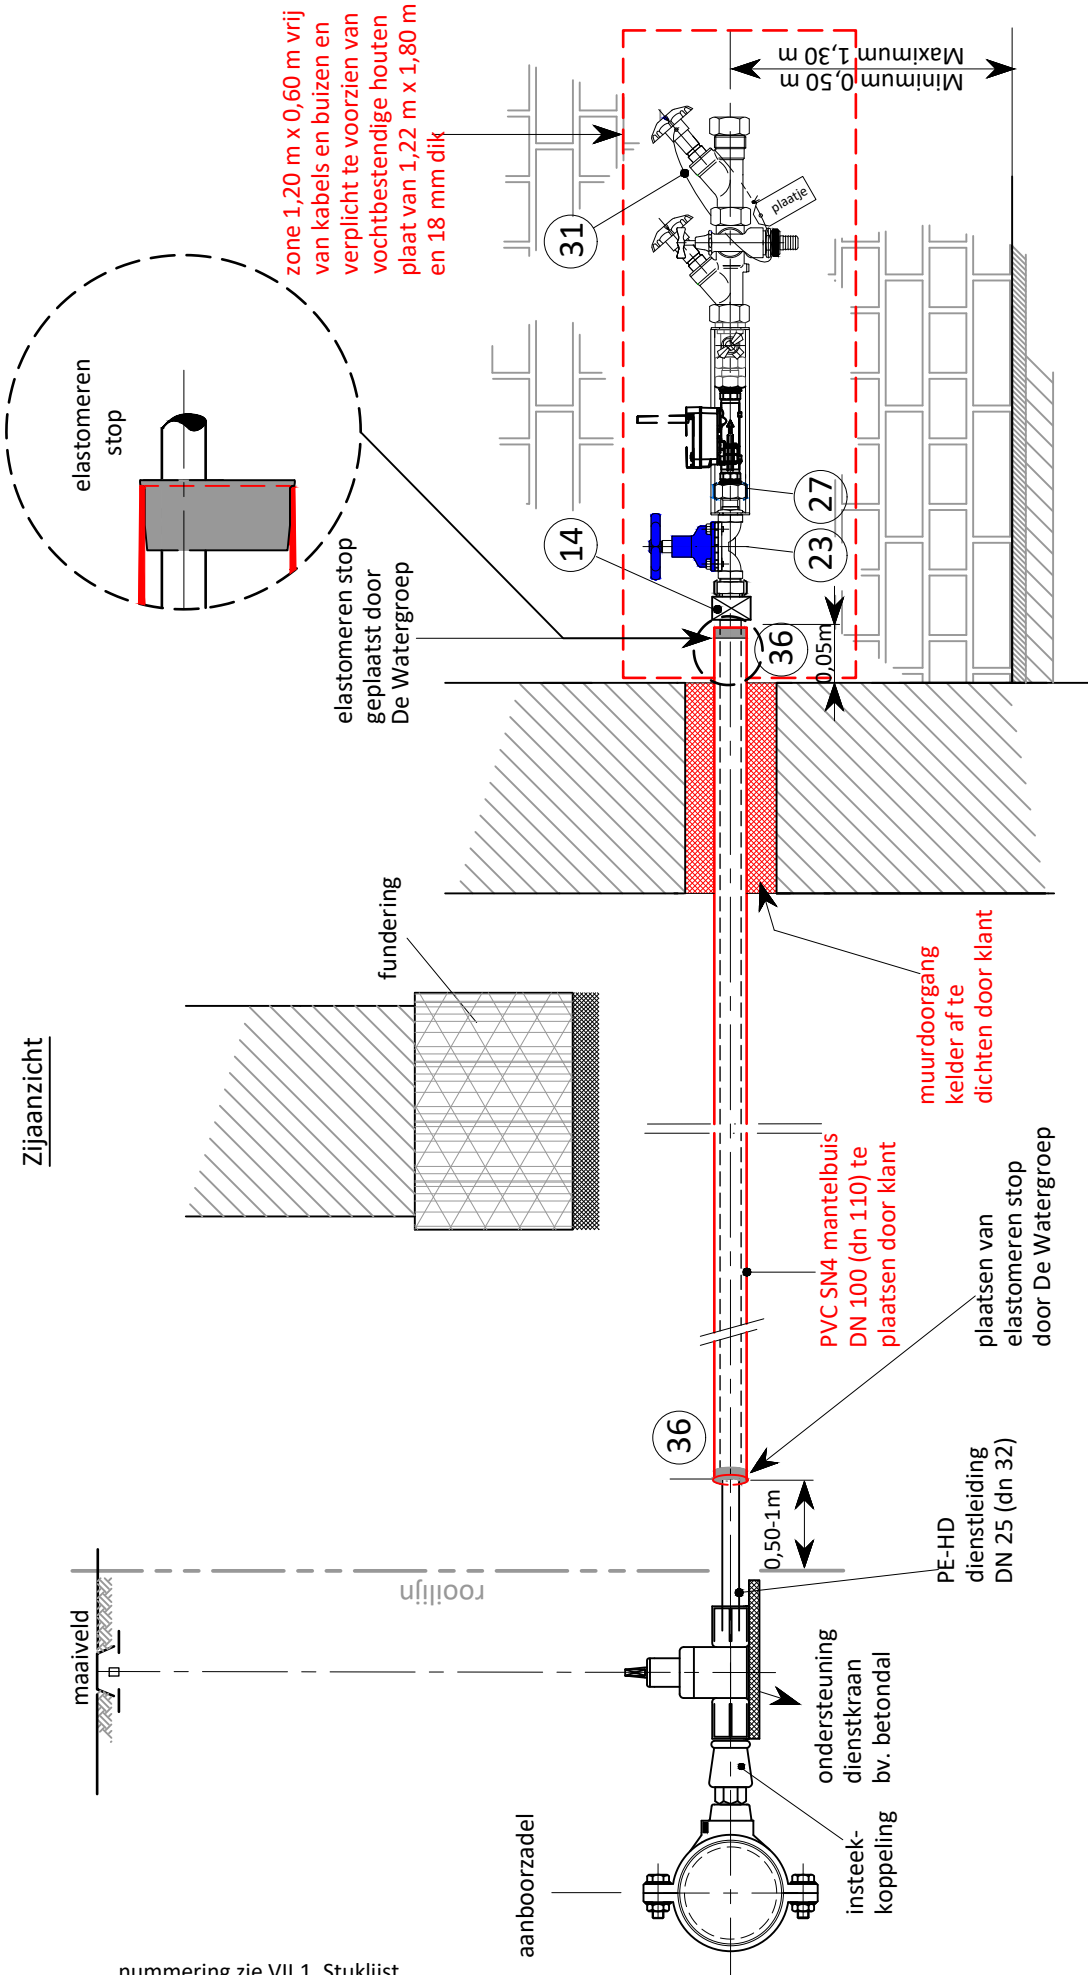 Zijaanzicht
maaiveld
rooilijn
aanboorzadel
insteek-
koppeling
ondersteuning
dienstkraan
bv. betondal
PE-HD
dienstleiding
DN 25 (dn 32)
0,50-1m
36
plaatsen van
elastomeren stop
door De Watergroep
PVC SN4 mantelbuis
DN 100 (dn 110) te
plaatsen door klant
fundering
muurdoorgang
kelder af te
dichten door klant
elastomeren
stop
elastomeren stop
geplaatst door
De Watergroep
36
0,05m
14
23
27
31
plaatje
zone 1,20 m x 0,60 m vrij
van kabels en buizen en
verplicht te voorzien van
vochtbestendige houten
plaat van 1,22 m x 1,80 m
en 18 mm dik
Minimum 0,50 m
Maximum 1,30 m
nummering zie VII.1. Stuklijst